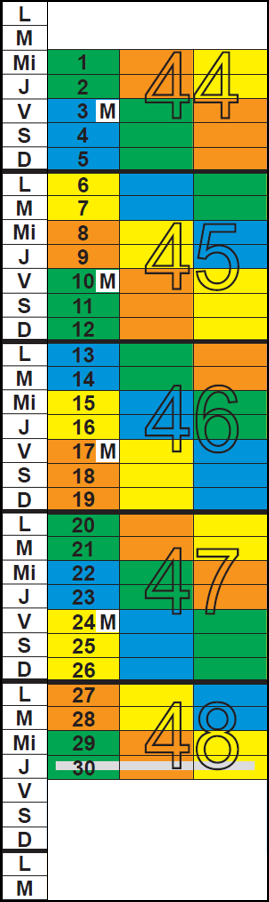 L
M
Mi 1
J 2
V 3 M
S 4
D 5
44
L 6
M 7
Mi 8
J 9
V 10 M
S 11
D 12
45
L 13
M 14
Mi 15
J 16
V 17 M
S 18
D 19
46
L 20
M 21
Mi 22
J 23
V 24 M
S 25
D 26
47
L 27
M 28
Mi 29
J 30
48
V
S
D
L
M